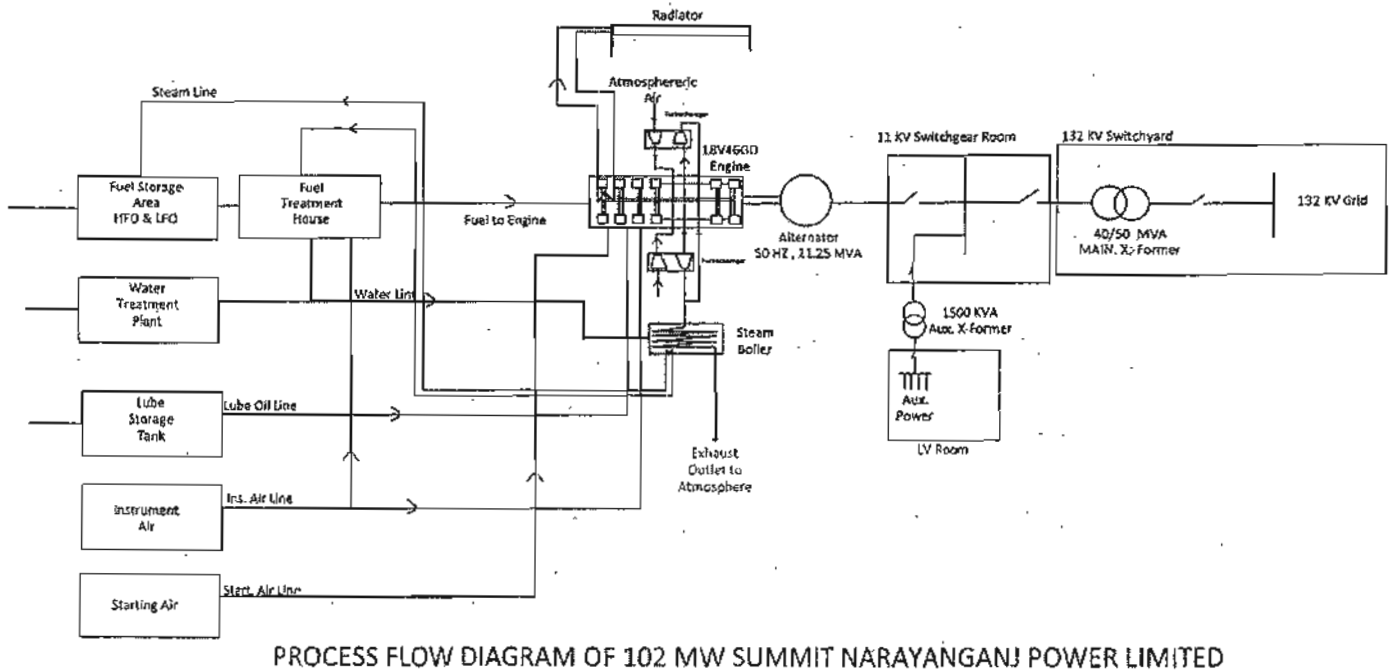 Radiator
Steam Line
Atmospheric
Air
Turbocharger
18V46GD
Engine
11 KV Switchgear Room
132 KV Switchyard
Fuel Storage
Area
HFO & LFO
Fuel
Treatment
House
Fuel to Engine
Alternator
50 HZ , 21.25 MVA
40/50 MVA
MAIN. X-Former
132 KV Grid
Turbocharger
Water
Treatment
Plant
Water Line
Steam
Boiler
1500 KVA
Aux. X-Former
Lube
Storage
Tank
Lube Oil Line
Aux.
Power
LV Room
Exhaust
Outlet to
Atmosphere
Instrument
Air
Ins. Air Line
Starting Air
Start. Air Line
PROCESS FLOW DIAGRAM OF 102 MW SUMMIT NARAYANGANJ POWER LIMITED